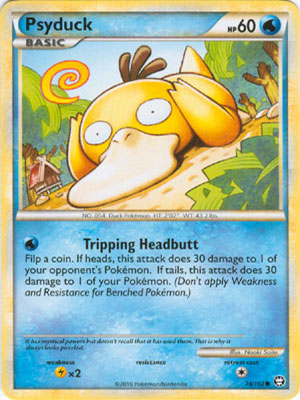 Psyduck
HP 60
BASIC
NO. 054 Duck Pokémon HT: 2'07" WT: 43.2 lbs.
Tripping Headbutt
Filp a coin. If heads, this attack does 30 damage to 1 of
your opponent's Pokémon. If tails, this attack does 30
damage to 1 of your Pokémon. (Don't apply Weakness
and Resistance for Benched Pokémon.)
It has mystical powers but doesn't recall that it has used them. That is why it
always looks puzzled.
Illus. Naoki Saito
weakness
resistance
retreat cost
×2
©2010 Pokémon/Nintendo
74/102